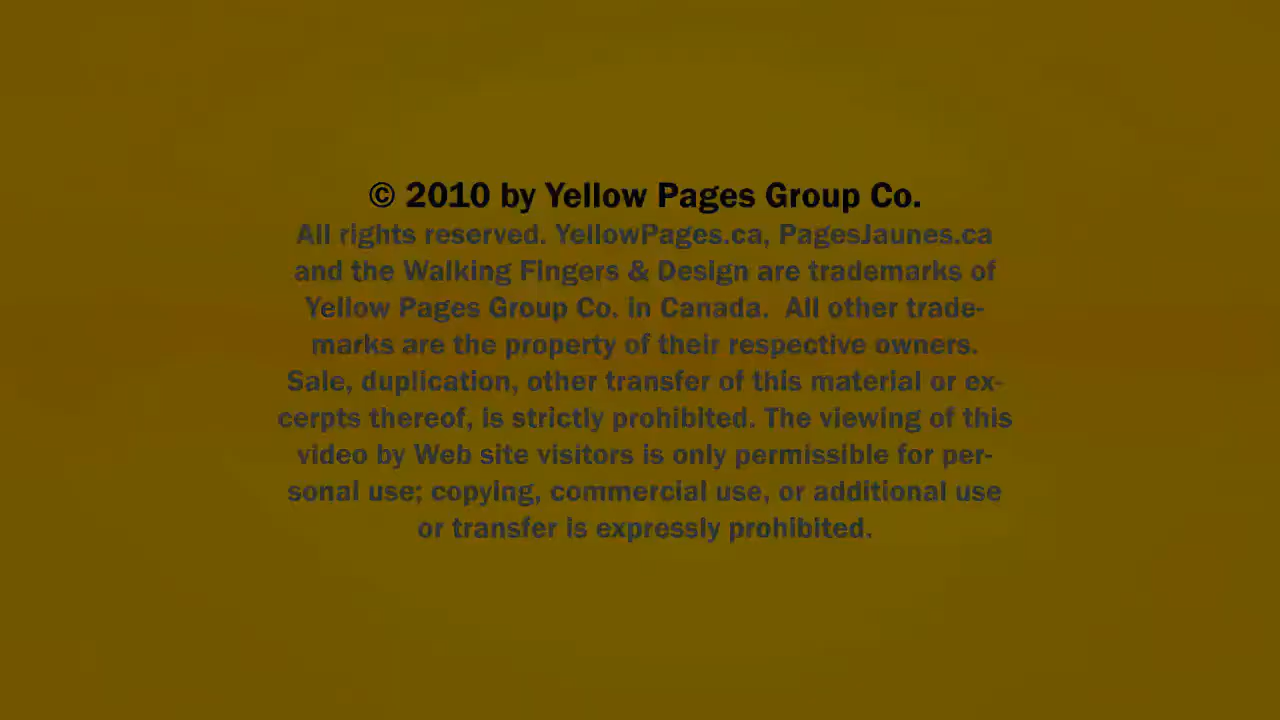 © 2010 by Yellow Pages Group Co.
All rights reserved. YellowPages.ca, PagesJaunes.ca
and the Walking Fingers & Design are trademarks of
Yellow Pages Group Co. in Canada.  All other trade-
marks are the property of their respective owners.
Sale, duplication, other transfer of this material or ex-
cerpts thereof, is strictly prohibited. The viewing of this
video by Web site visitors is only permissible for per-
sonal use; copying, commercial use, or additional use
or transfer is expressly prohibited.